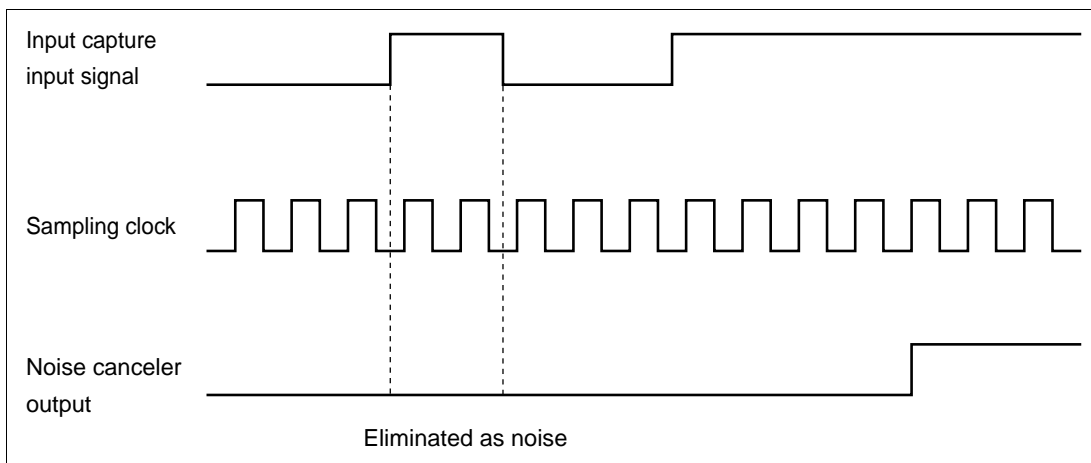 Input capture
input signal
Sampling clock
Noise canceler
output
Eliminated as noise